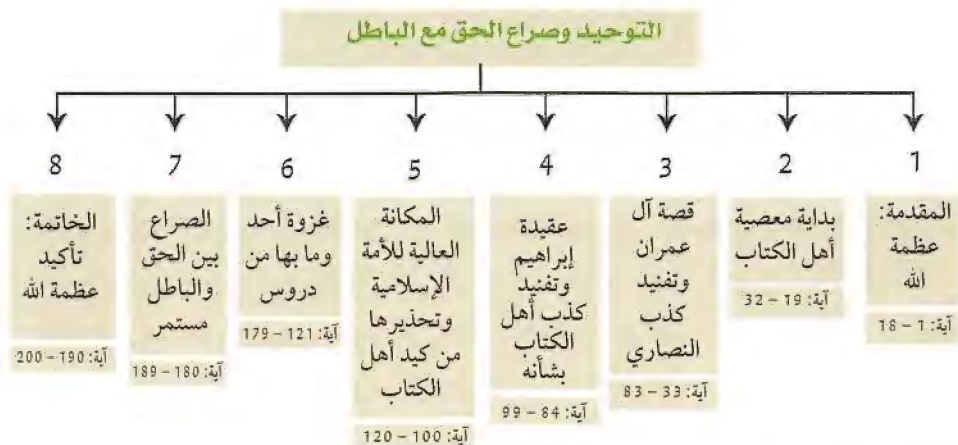 التوحيد وصراع الحق مع الباطل
1
المقدمة:
عظمة
الله
آية: 1 – 18
2
بداية معصية
أهل الكتاب
آية: 19 – 32
3
قصة آل
عمران
وتفنيد
كذب
النصاري
آية: 33 – 83
4
عقيدة
إبراهيم
وتفنيد
كذب أهل
الكتاب
بشأنه
آية: 84 – 99
5
المكانة
العالية للأمة
الإسلامية
وتحذيرها
من كيد أهل
الكتاب
آية: 100 – 120
6
غزوة أحد
وما بها من
دروس
آية: 121 – 179
7
الصراع
بين الحق
والباطل
مستمر
آية: 180 – 189
8
الخاتمة:
تأكيد
عظمة الله
آية: 190 – 200